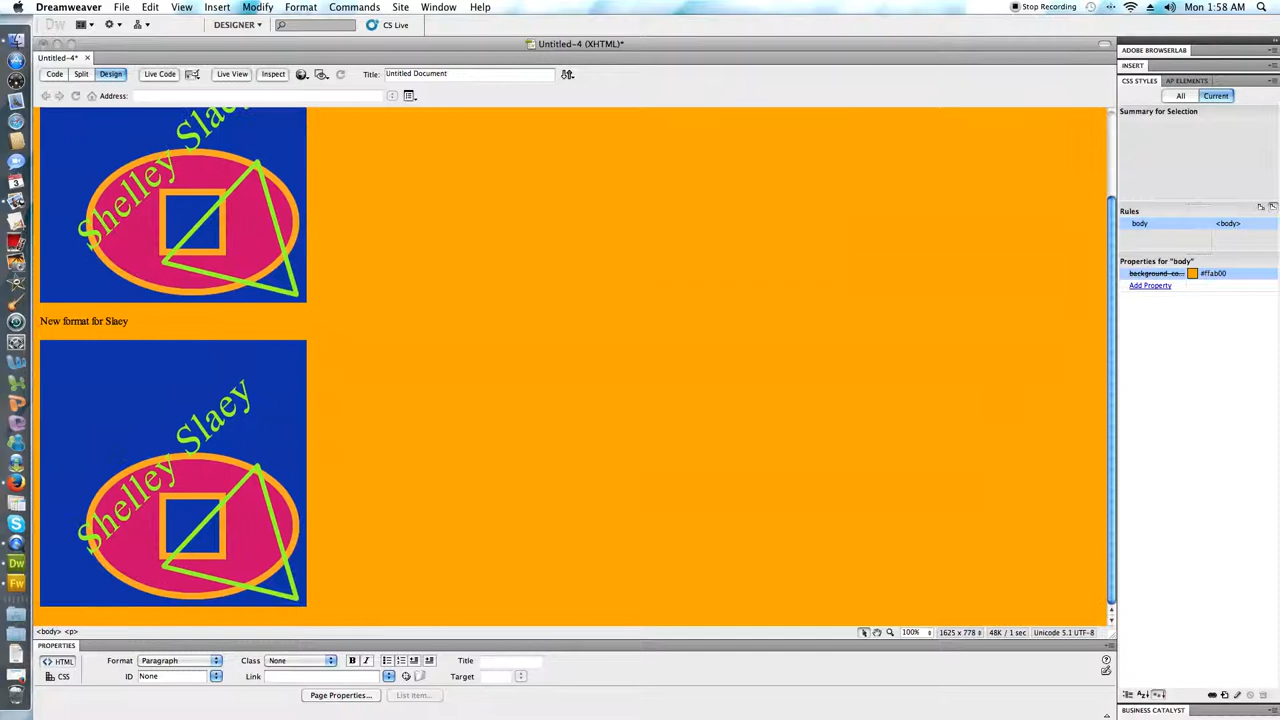 Dreamweaver File Edit View Insert Modify Format Commands Site Window Help Stop Recording Mon 1:58 AM
Dw DESIGNER CS Live
Untitled-4 (XHTML)*
Untitled-4*
Code Split Design Live Code Live View Inspect Title: Untitled Document
Address:
Shelley Slaey
New format for Slaey
Shelley Slaey
<body> <p>
100% 1625 x 778 48K / 1 sec Unicode 5.1 UTF-8
PROPERTIES
HTML Format Paragraph Class None B I Title
CSS ID None Link Target
Page Properties... List Item...
ADOBE BROWSERLAB
INSERT
CSS STYLES AP ELEMENTS
All Current
Summary for Selection
Rules
body <body>
Properties for "body"
background-co... #ffab00
Add Property
BUSINESS CATALYST
Dw
Fw